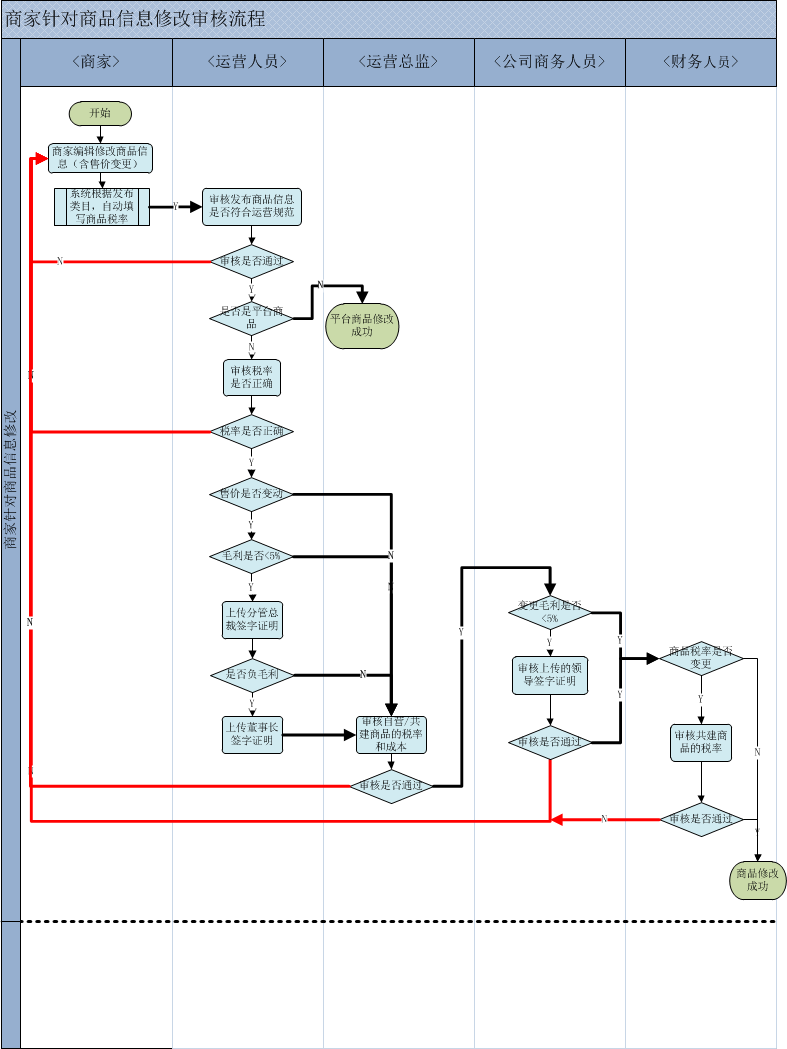 商家针对商品信息修改审核流程
<商家>
<运营人员>
<运营总监>
<公司商务人员>
<财务人员>
商家针对商品信息修改
开始
商家编辑修改商品信
息（含售价变更）
系统根据发布
类目，自动填
写商品税率
Y
审核发布商品信息
是否符合运营规范
审核是否通过
N
Y
是否是平台商
品
N
平台商品修改
成功
N
审核税率
是否正确
N
税率是否正确
Y
售价是否变动
Y
N
毛利是否<5%
N
Y
上传分管总
裁签字证明
N
是否负毛利
N
Y
上传董事长
签字证明
审核自营/共
建商品的税率
和成本
审核是否通过
Y
N
变更毛利是否
<5%
Y
Y
审核上传的领
导签字证明
Y
审核是否通过
商品税率是否
变更
Y
N
审核共建商
品的税率
审核是否通过
N
Y
商品修改
成功